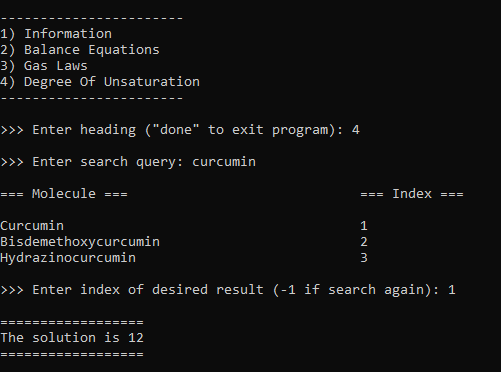 -----------------------
1) Information
2) Balance Equations
3) Gas Laws
4) Degree Of Unsaturation
-----------------------
>>> Enter heading ("done" to exit program): 4
>>> Enter search query: curcumin
=== Molecule === === Index ===
Curcumin 1
Bisdemethoxycurcumin 2
Hydrazinocurcumin 3
>>> Enter index of desired result (-1 if search again): 1
==================
The solution is 12
==================